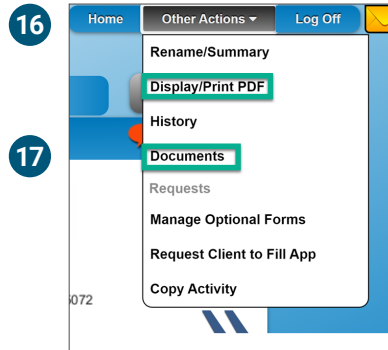 16
Home Other Actions ▾ Log Off
Rename/Summary
Display/Print PDF
History
17
Documents
Requests
Manage Optional Forms
Request Client to Fill App
Copy Activity
6072